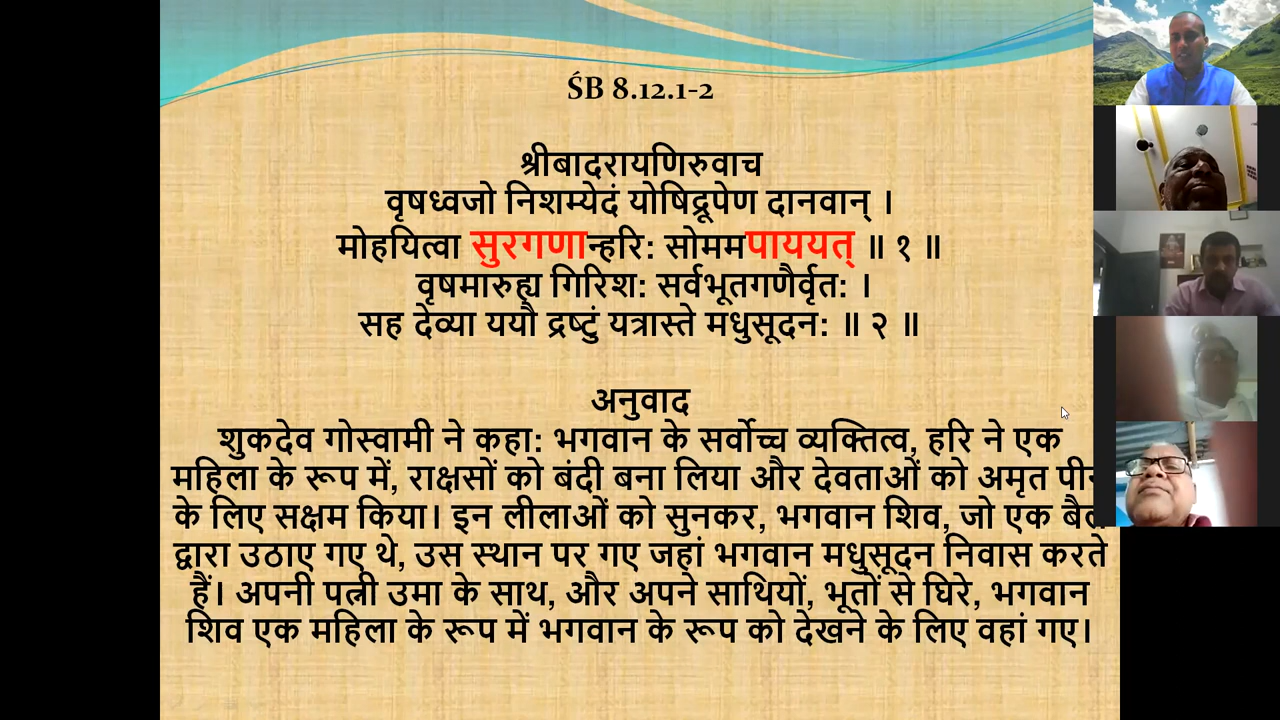 ŚB 8.12.1-2
श्रीबादरायणिरुवाच
वृषध्वजो निशम्येदं योषिद्रूपेण दानवान् ।
मोहयित्वा सुरगणान्हरि: सोममपाययत् ॥ १ ॥
वृषमारुह्य गिरिश: सर्वभूतगणैर्वृत: ।
सह देव्या ययौ द्रष्टुं यत्रास्ते मधुसूदन: ॥ २ ॥
अनुवाद
शुकदेव गोस्वामी ने कहा: भगवान के सर्वोच्च व्यक्तित्व, हरि ने एक
महिला के रूप में, राक्षसों को बंदी बना लिया और देवताओं को अमृत
के लिए सक्षम किया। इन लीलाओं को सुनकर, भगवान शिव, जो एक
द्वारा उठाए गए थे, उस स्थान पर गए जहां भगवान मधुसूदन निवास करते
हैं। अपनी पत्नी उमा के साथ, और अपने साथियों, भूतों से घिरे, भगवान
शिव एक महिला के रूप में भगवान के रूप को देखने के लिए वहां गए।